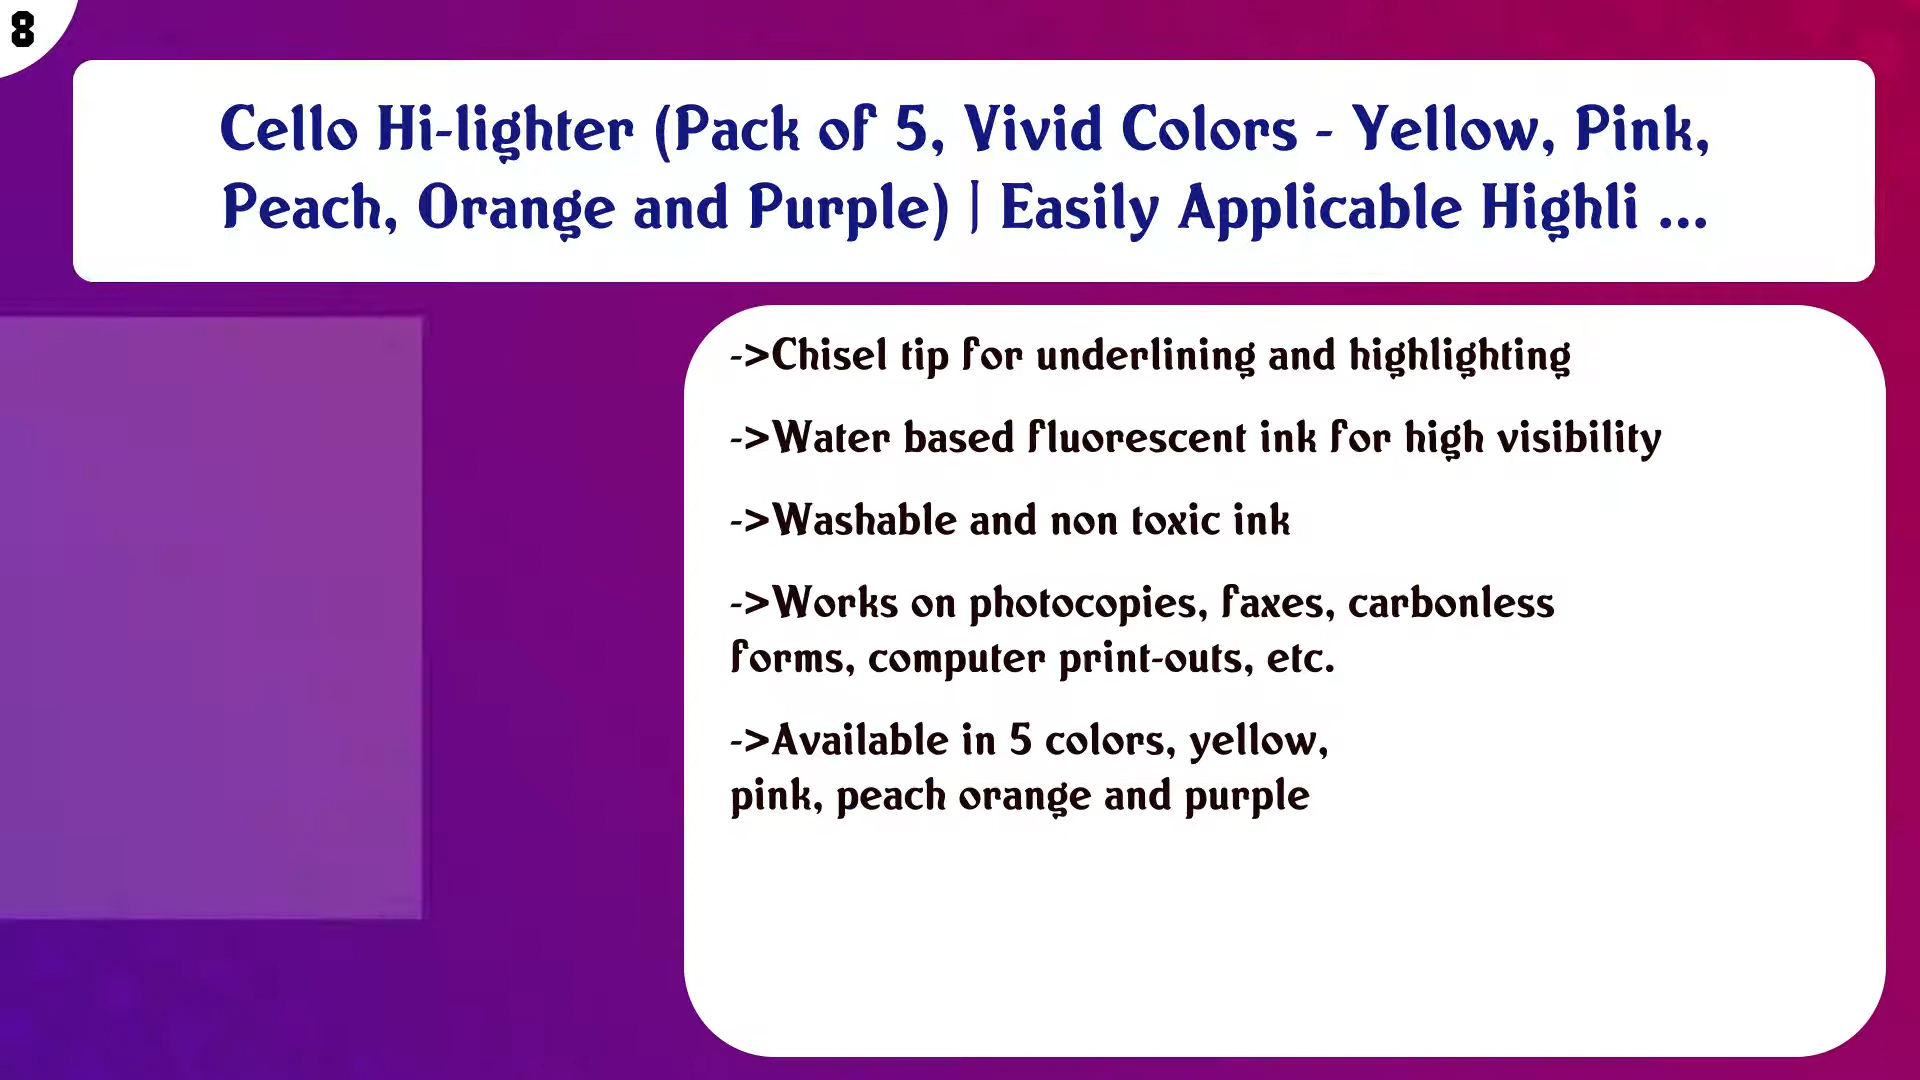 8
Cello Hi-lighter (Pack of 5, Vivid Colors - Yellow, Pink,
Peach, Orange and Purple) | Easily Applicable Highli ...
->Chisel tip for underlining and highlighting
->Water based fluorescent ink for high visibility
->Washable and non toxic ink
->Works on photocopies, faxes, carbonless
forms, computer print-outs, etc.
->Available in 5 colors, yellow,
pink, peach orange and purple